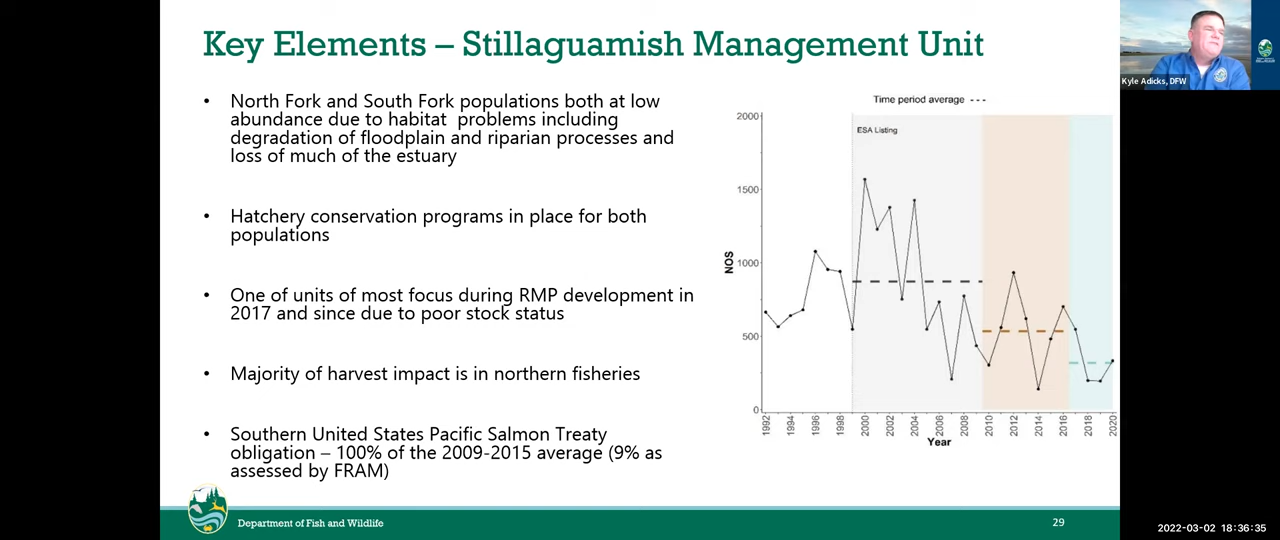 Key Elements – Stillaguamish Management Unit
• North Fork and South Fork populations both at low
abundance due to habitat problems including
degradation of floodplain and riparian processes and
loss of much of the estuary
• Hatchery conservation programs in place for both
populations
• One of units of most focus during RMP development in
2017 and since due to poor stock status
• Majority of harvest impact is in northern fisheries
• Southern United States Pacific Salmon Treaty
obligation – 100% of the 2009-2015 average (9% as
assessed by FRAM)
Time period average ---
ESA Listing
2000
1500
1000
500
0
NOS
1992 1994 1996 1998 2000 2002 2004 2006 2008 2010 2012 2014 2016 2018 2020
Year
Kyle Adicks, DFW
Department of Fish and Wildlife
29
2022-03-02 18:36:35